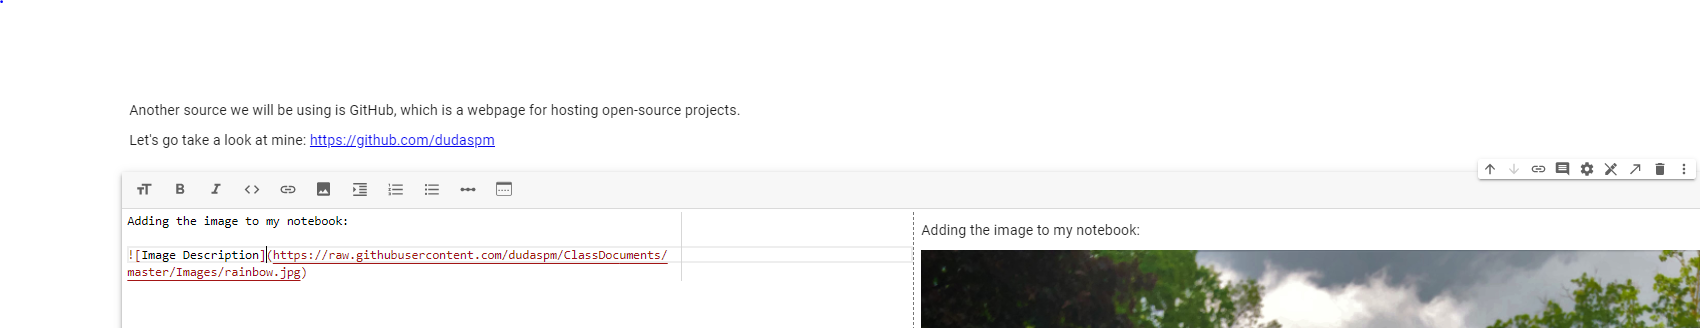 Another source we will be using is GitHub, which is a webpage for hosting open-source projects.
Let's go take a look at mine: https://github.com/dudaspm
Adding the image to my notebook:
![Image Description](https://raw.githubusercontent.com/dudaspm/ClassDocuments/
master/Images/rainbow.jpg)
Adding the image to my notebook: